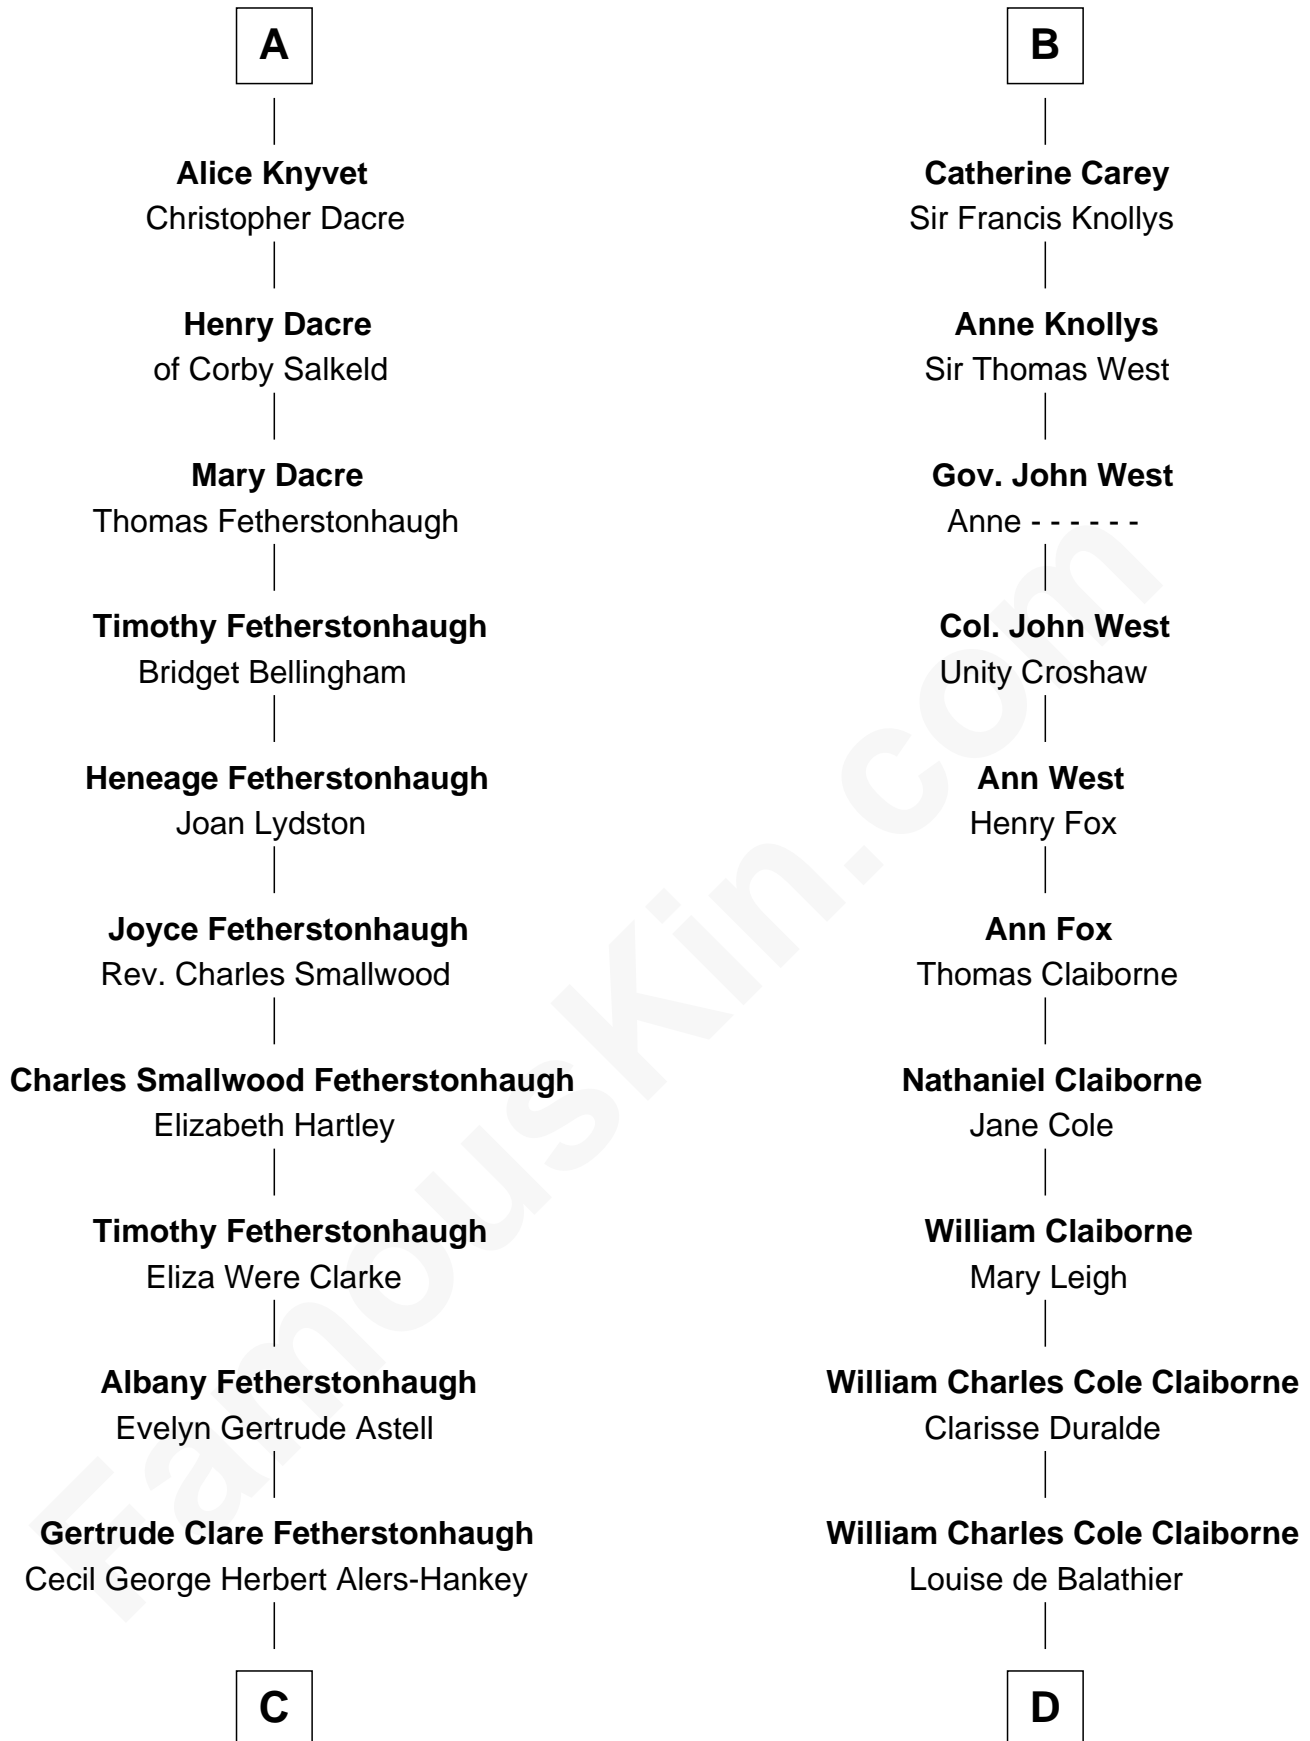 A
Alice Knyvet
Christopher Dacre
Henry Dacre
of Corby Salkeld
Mary Dacre
Thomas Fetherstonhaugh
Timothy Fetherstonhaugh
Bridget Bellingham
Heneage Fetherstonhaugh
Joan Lydston
Joyce Fetherstonhaugh
Rev. Charles Smallwood
Charles Smallwood Fetherstonhaugh
Elizabeth Hartley
Timothy Fetherstonhaugh
Eliza Were Clarke
Albany Fetherstonhaugh
Evelyn Gertrude Astell
Gertrude Clare Fetherstonhaugh
Cecil George Herbert Alers-Hankey
C
B
Catherine Carey
Sir Francis Knollys
Anne Knollys
Sir Thomas West
Gov. John West
Anne - - - - - -
Col. John West
Unity Croshaw
Ann West
Henry Fox
Ann Fox
Thomas Claiborne
Nathaniel Claiborne
Jane Cole
William Claiborne
Mary Leigh
William Charles Cole Claiborne
Clarisse Duralde
William Charles Cole Claiborne
Louise de Balathier
D
FamousKin.com